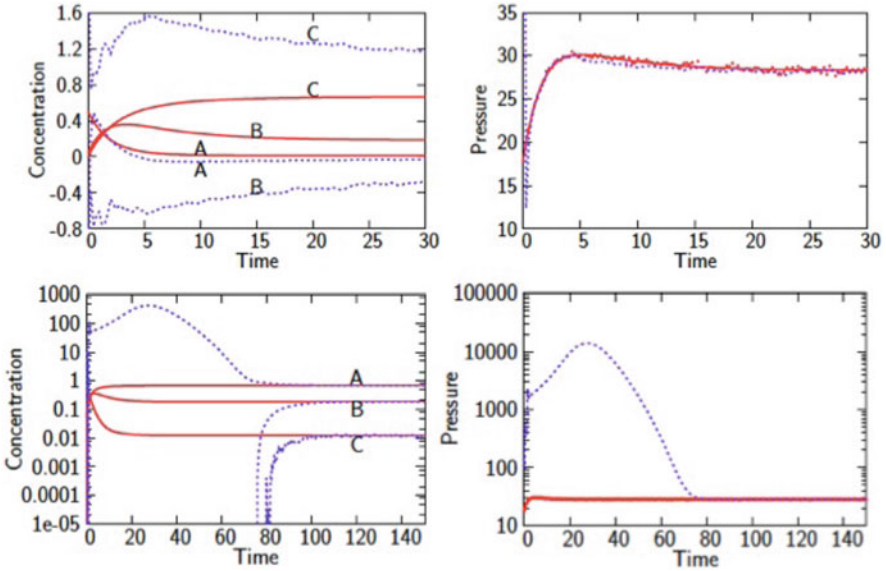 1.6
1.2
0.8
0.4
0
-0.4
-0.8
Concentration
C
C
B
A
A
B
0 5 10 15 20 25 30
Time
35
30
25
20
15
10
Pressure
0 5 10 15 20 25 30
Time
1000
100
10
1
0.1
0.01
0.001
0.0001
1e-05
Concentration
A
B
C
0 20 40 60 80 100 120 140
Time
100000
10000
1000
100
10
Pressure
0 20 40 60 80 100 120 140
Time